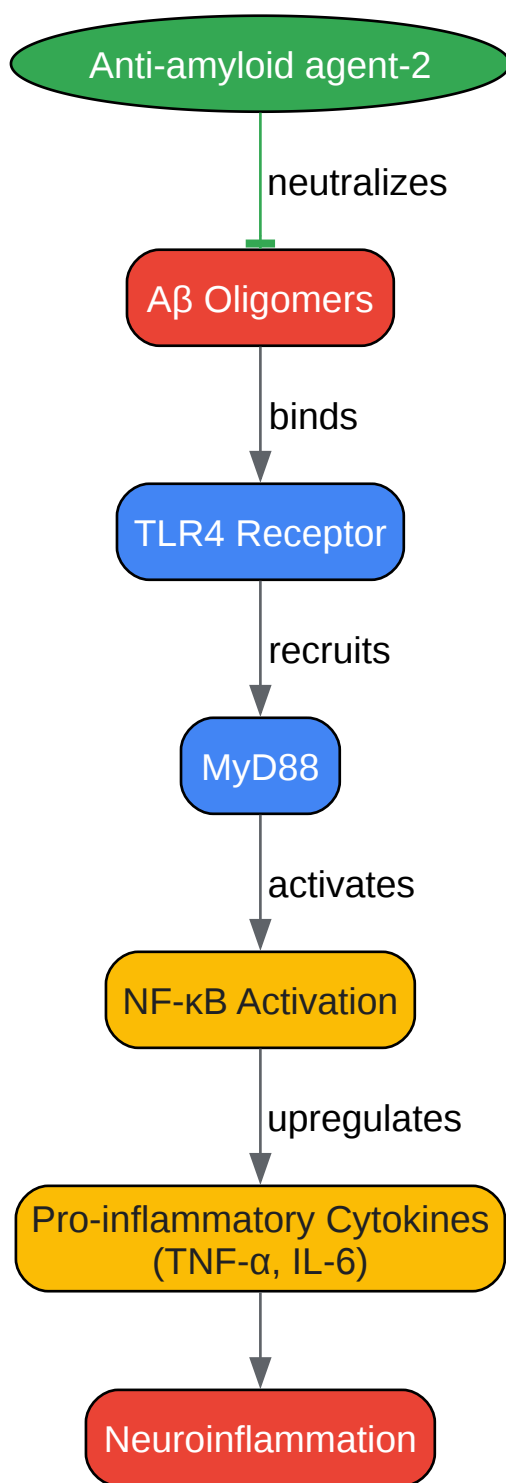 Anti-amyloid agent-2
neutralizes
Aβ Oligomers
binds
TLR4 Receptor
recruits
MyD88
activates
NF-κB Activation
upregulates
Pro-inflammatory Cytokines
(TNF-α, IL-6)
Neuroinflammation